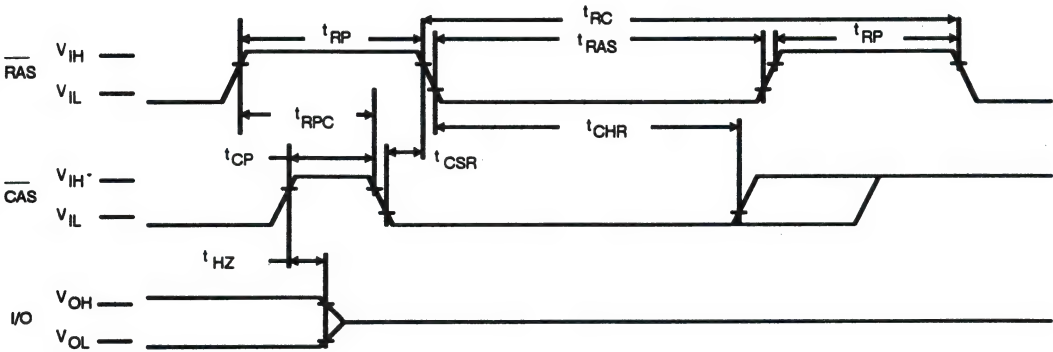 tRC
tRP
tRAS
tRP
RAS
VIH
VIL
tRPC
tCHR
tCP
tCSR
CAS
VIH
VIL
tHZ
I/O
VOH
VOL